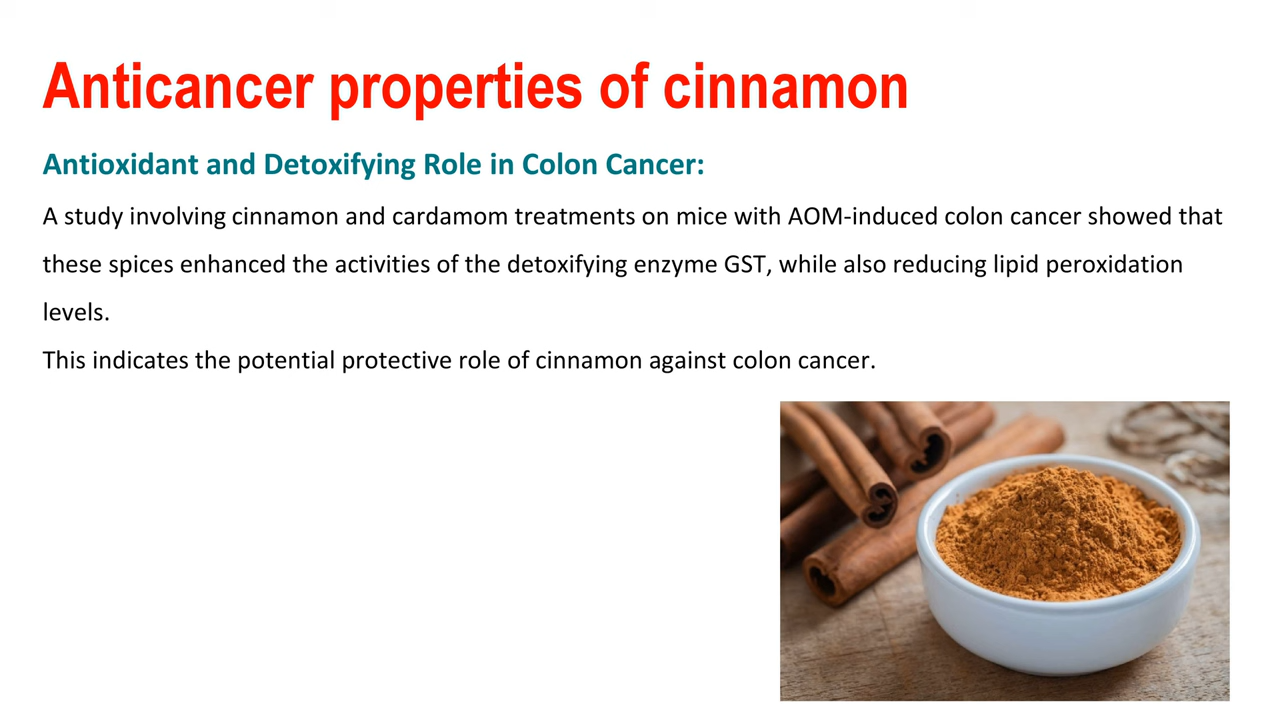 Anticancer properties of cinnamon
Antioxidant and Detoxifying Role in Colon Cancer:
A study involving cinnamon and cardamom treatments on mice with AOM-induced colon cancer showed that
these spices enhanced the activities of the detoxifying enzyme GST, while also reducing lipid peroxidation
levels.
This indicates the potential protective role of cinnamon against colon cancer.